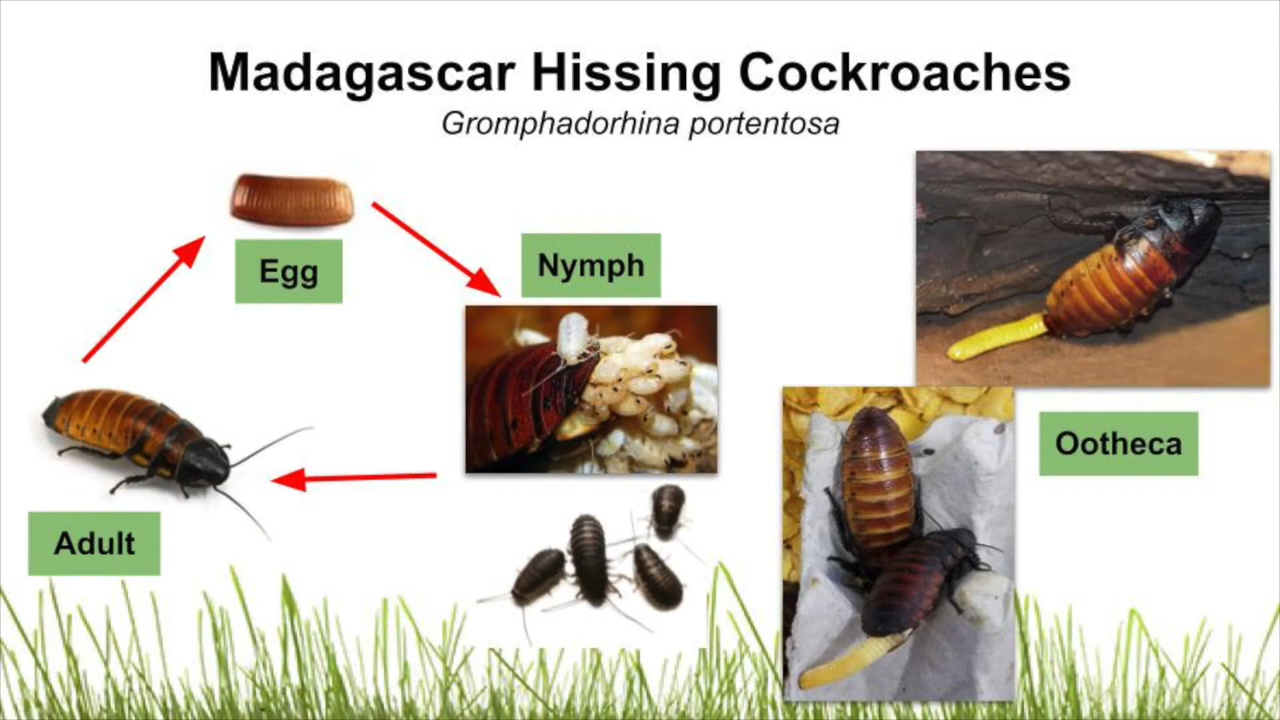 Madagascar Hissing Cockroaches
Gromphadorhina portentosa
Egg
Nymph
Ootheca
Adult